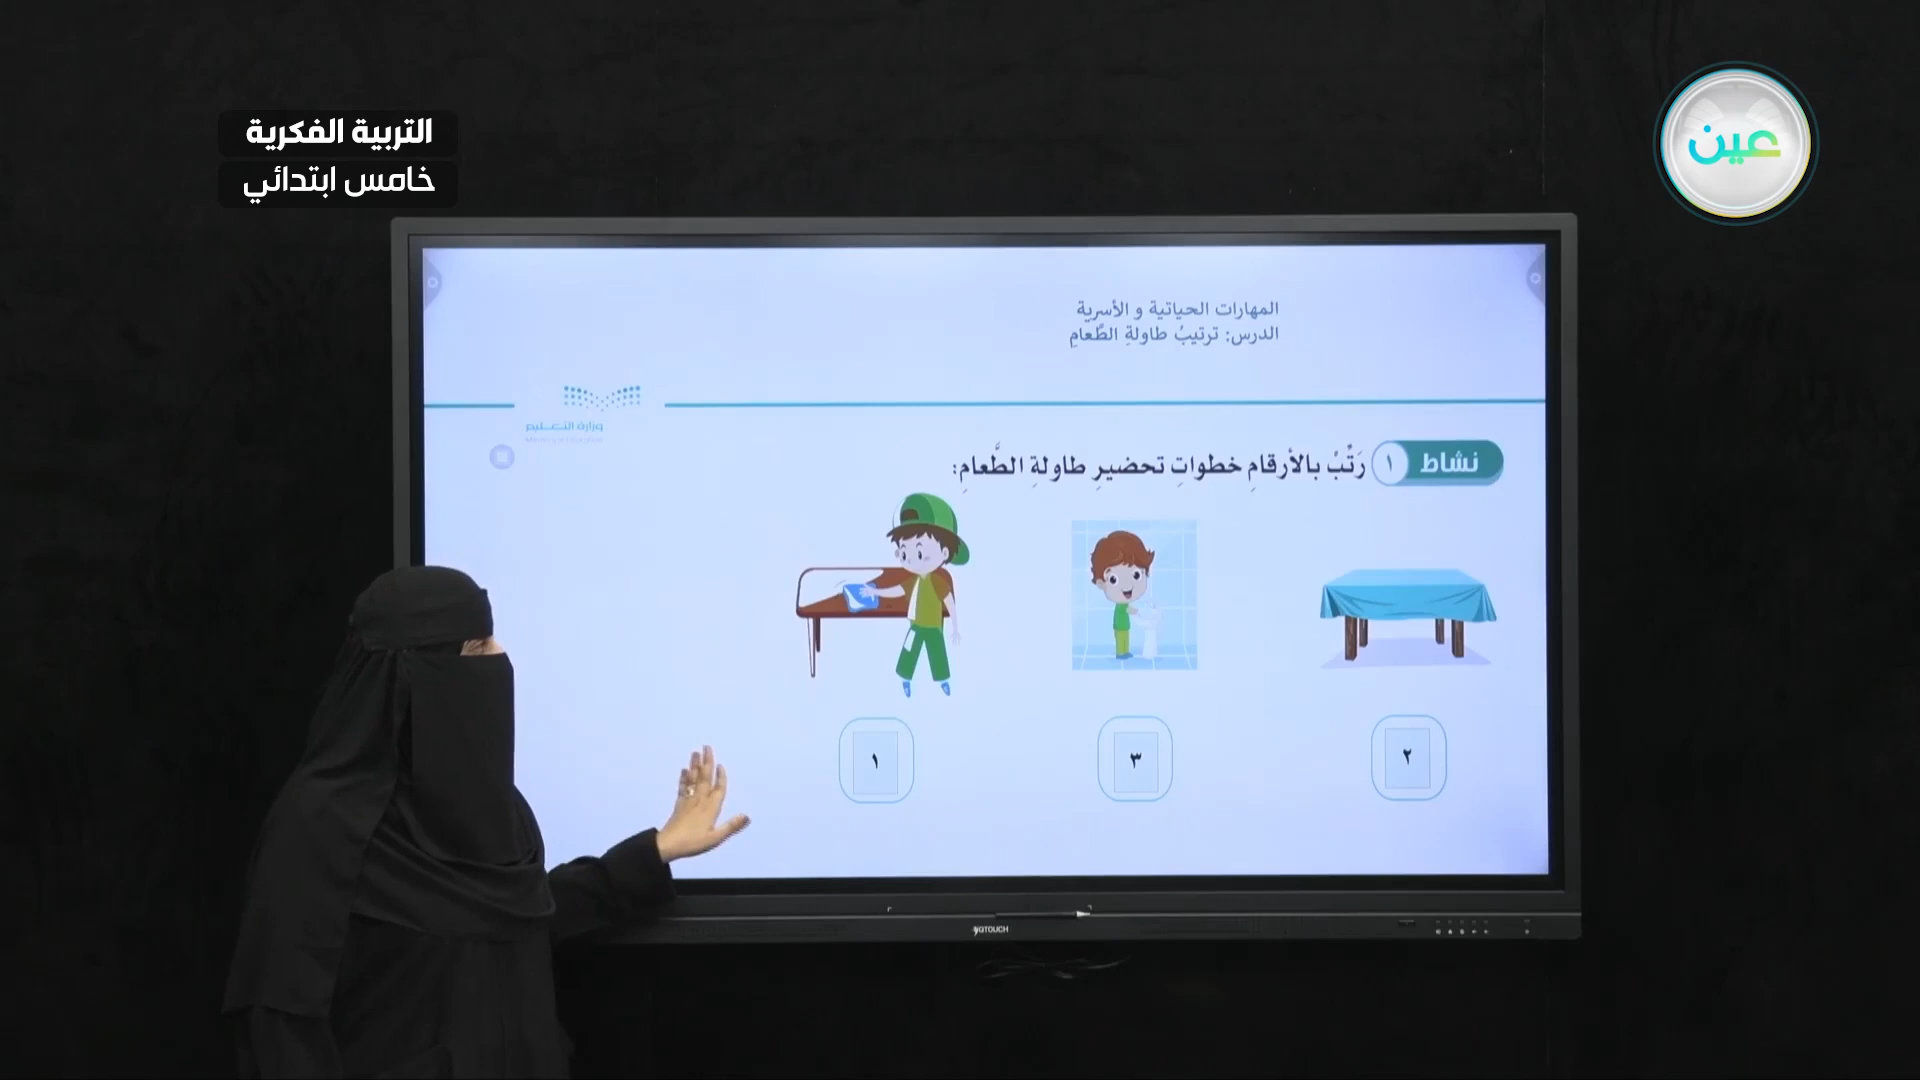 التربية الفكرية
خامس ابتدائي
عين
المهارات الحياتية و الأسرية
الدرس: ترتيبُ طاولةِ الطَّعامِ
وزارة التعليم
نشاط ١ رَتِّبْ بالأرقامِ خطواتِ تحضيرِ طاولةِ الطَّعامِ:
٢
٣
١